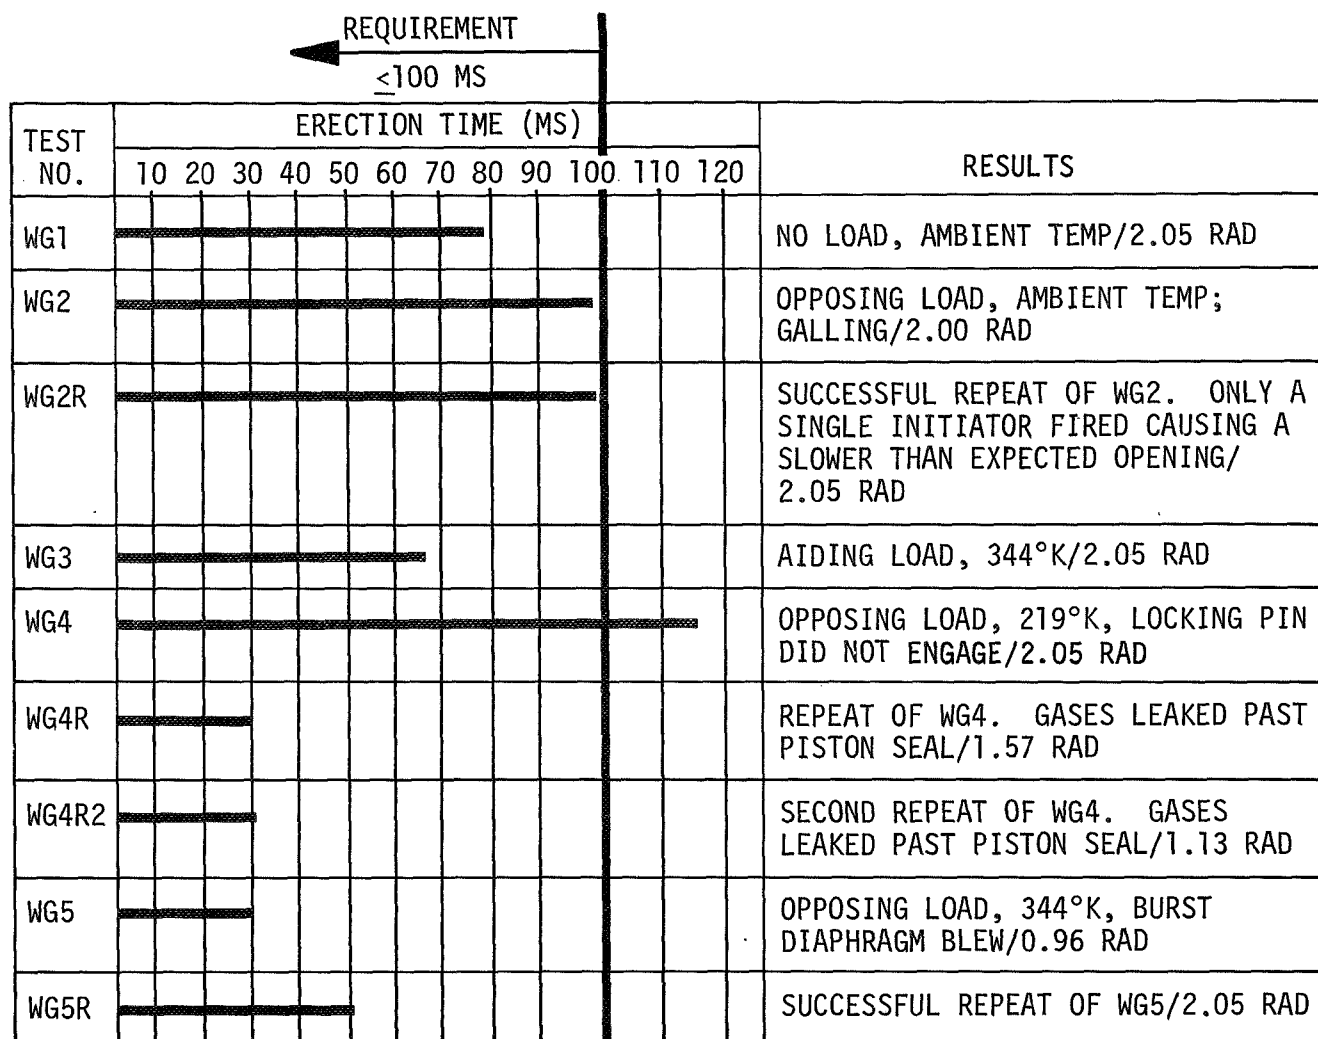 REQUIREMENT
≤100 MS
TEST NO.
ERECTION TIME (MS)
10 20 30 40 50 60 70 80 90 100 110 120
RESULTS
WG1
NO LOAD, AMBIENT TEMP/2.05 RAD
WG2
OPPOSING LOAD, AMBIENT TEMP;
GALLING/2.00 RAD
WG2R
SUCCESSFUL REPEAT OF WG2. ONLY A
SINGLE INITIATOR FIRED CAUSING A
SLOWER THAN EXPECTED OPENING/
2.05 RAD
WG3
AIDING LOAD, 344°K/2.05 RAD
WG4
OPPOSING LOAD, 219°K, LOCKING PIN
DID NOT ENGAGE/2.05 RAD
WG4R
REPEAT OF WG4. GASES LEAKED PAST
PISTON SEAL/1.57 RAD
WG4R2
SECOND REPEAT OF WG4. GASES
LEAKED PAST PISTON SEAL/1.13 RAD
WG5
OPPOSING LOAD, 344°K, BURST
DIAPHRAGM BLEW/0.96 RAD
WG5R
SUCCESSFUL REPEAT OF WG5/2.05 RAD